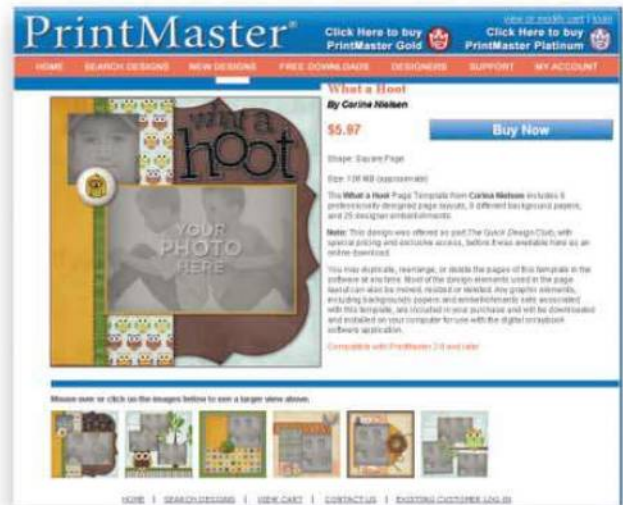 PrintMaster®
view or modify cart | login
Click Here to buy
PrintMaster Gold
Click Here to buy
PrintMaster Platinum
HOME SEARCH DESIGNS NEW DESIGNS FREE DOWNLOADS DESIGNERS SUPPORT MY ACCOUNT
What a Hoot
By Carina Nielsen
$5.97
Buy Now
Shape: Square Page
Size: MB (approximate)
The What a Hoot Page Template from Carina Nielsen includes
professionally designed page layouts, different background papers,
and 25 designer embellishments.
Note: This design was offered as part The Quick Design Club, with
special pricing and exclusive access, before it was available here as an
online download.
You may duplicate, rearrange, or delete the pages of this template in the
software at any time. Most of the design elements used in the page
layout can also be moved, resized or deleted. Any graphic elements,
including backgrounds papers and embellishments sets associated
with this template, are included in your purchase and will be downloaded
and installed on your computer for use with the digital scrapbook
software application.
Compatible with PrintMaster 2.0 and later
what a
hoot
YOUR
PHOTO
HERE
Mouse over or click on the images below to see a larger view above.
HOME | SEARCH DESIGNS | VIEW CART | CONTACT US | EXISTING CUSTOMER LOG IN